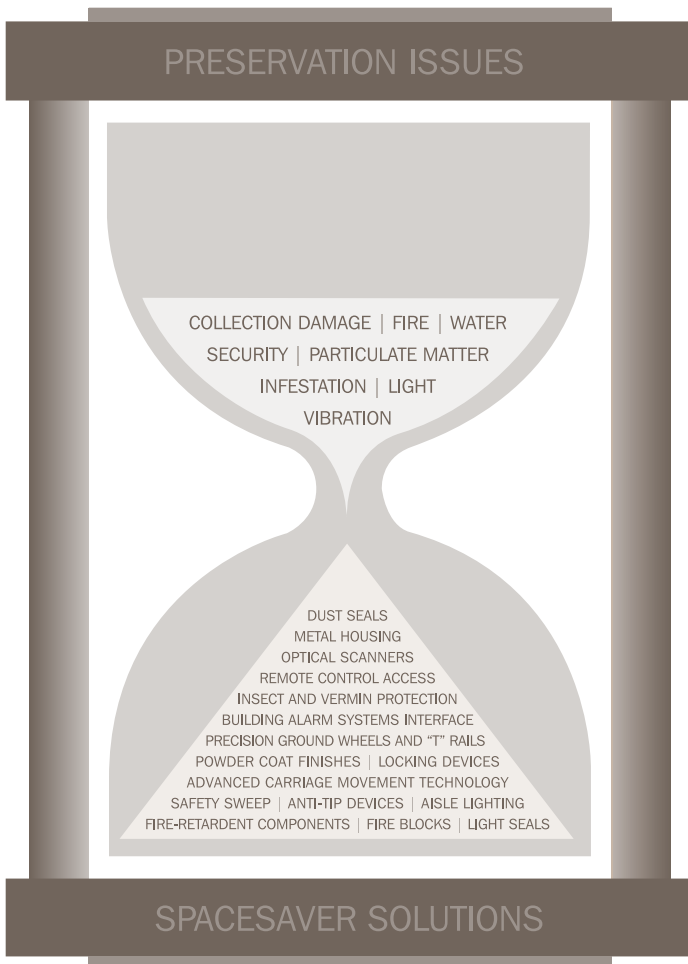 PRESERVATION ISSUES
COLLECTION DAMAGE | FIRE | WATER
SECURITY | PARTICULATE MATTER
INFESTATION | LIGHT
VIBRATION
DUST SEALS
METAL HOUSING
OPTICAL SCANNERS
REMOTE CONTROL ACCESS
INSECT AND VERMIN PROTECTION
BUILDING ALARM SYSTEMS INTERFACE
PRECISION GROUND WHEELS AND “T” RAILS
POWDER COAT FINISHES | LOCKING DEVICES
ADVANCED CARRIAGE MOVEMENT TECHNOLOGY
SAFETY SWEEP | ANTI-TIP DEVICES | AISLE LIGHTING
FIRE-RETARDENT COMPONENTS | FIRE BLOCKS | LIGHT SEALS
SPACESAVER SOLUTIONS